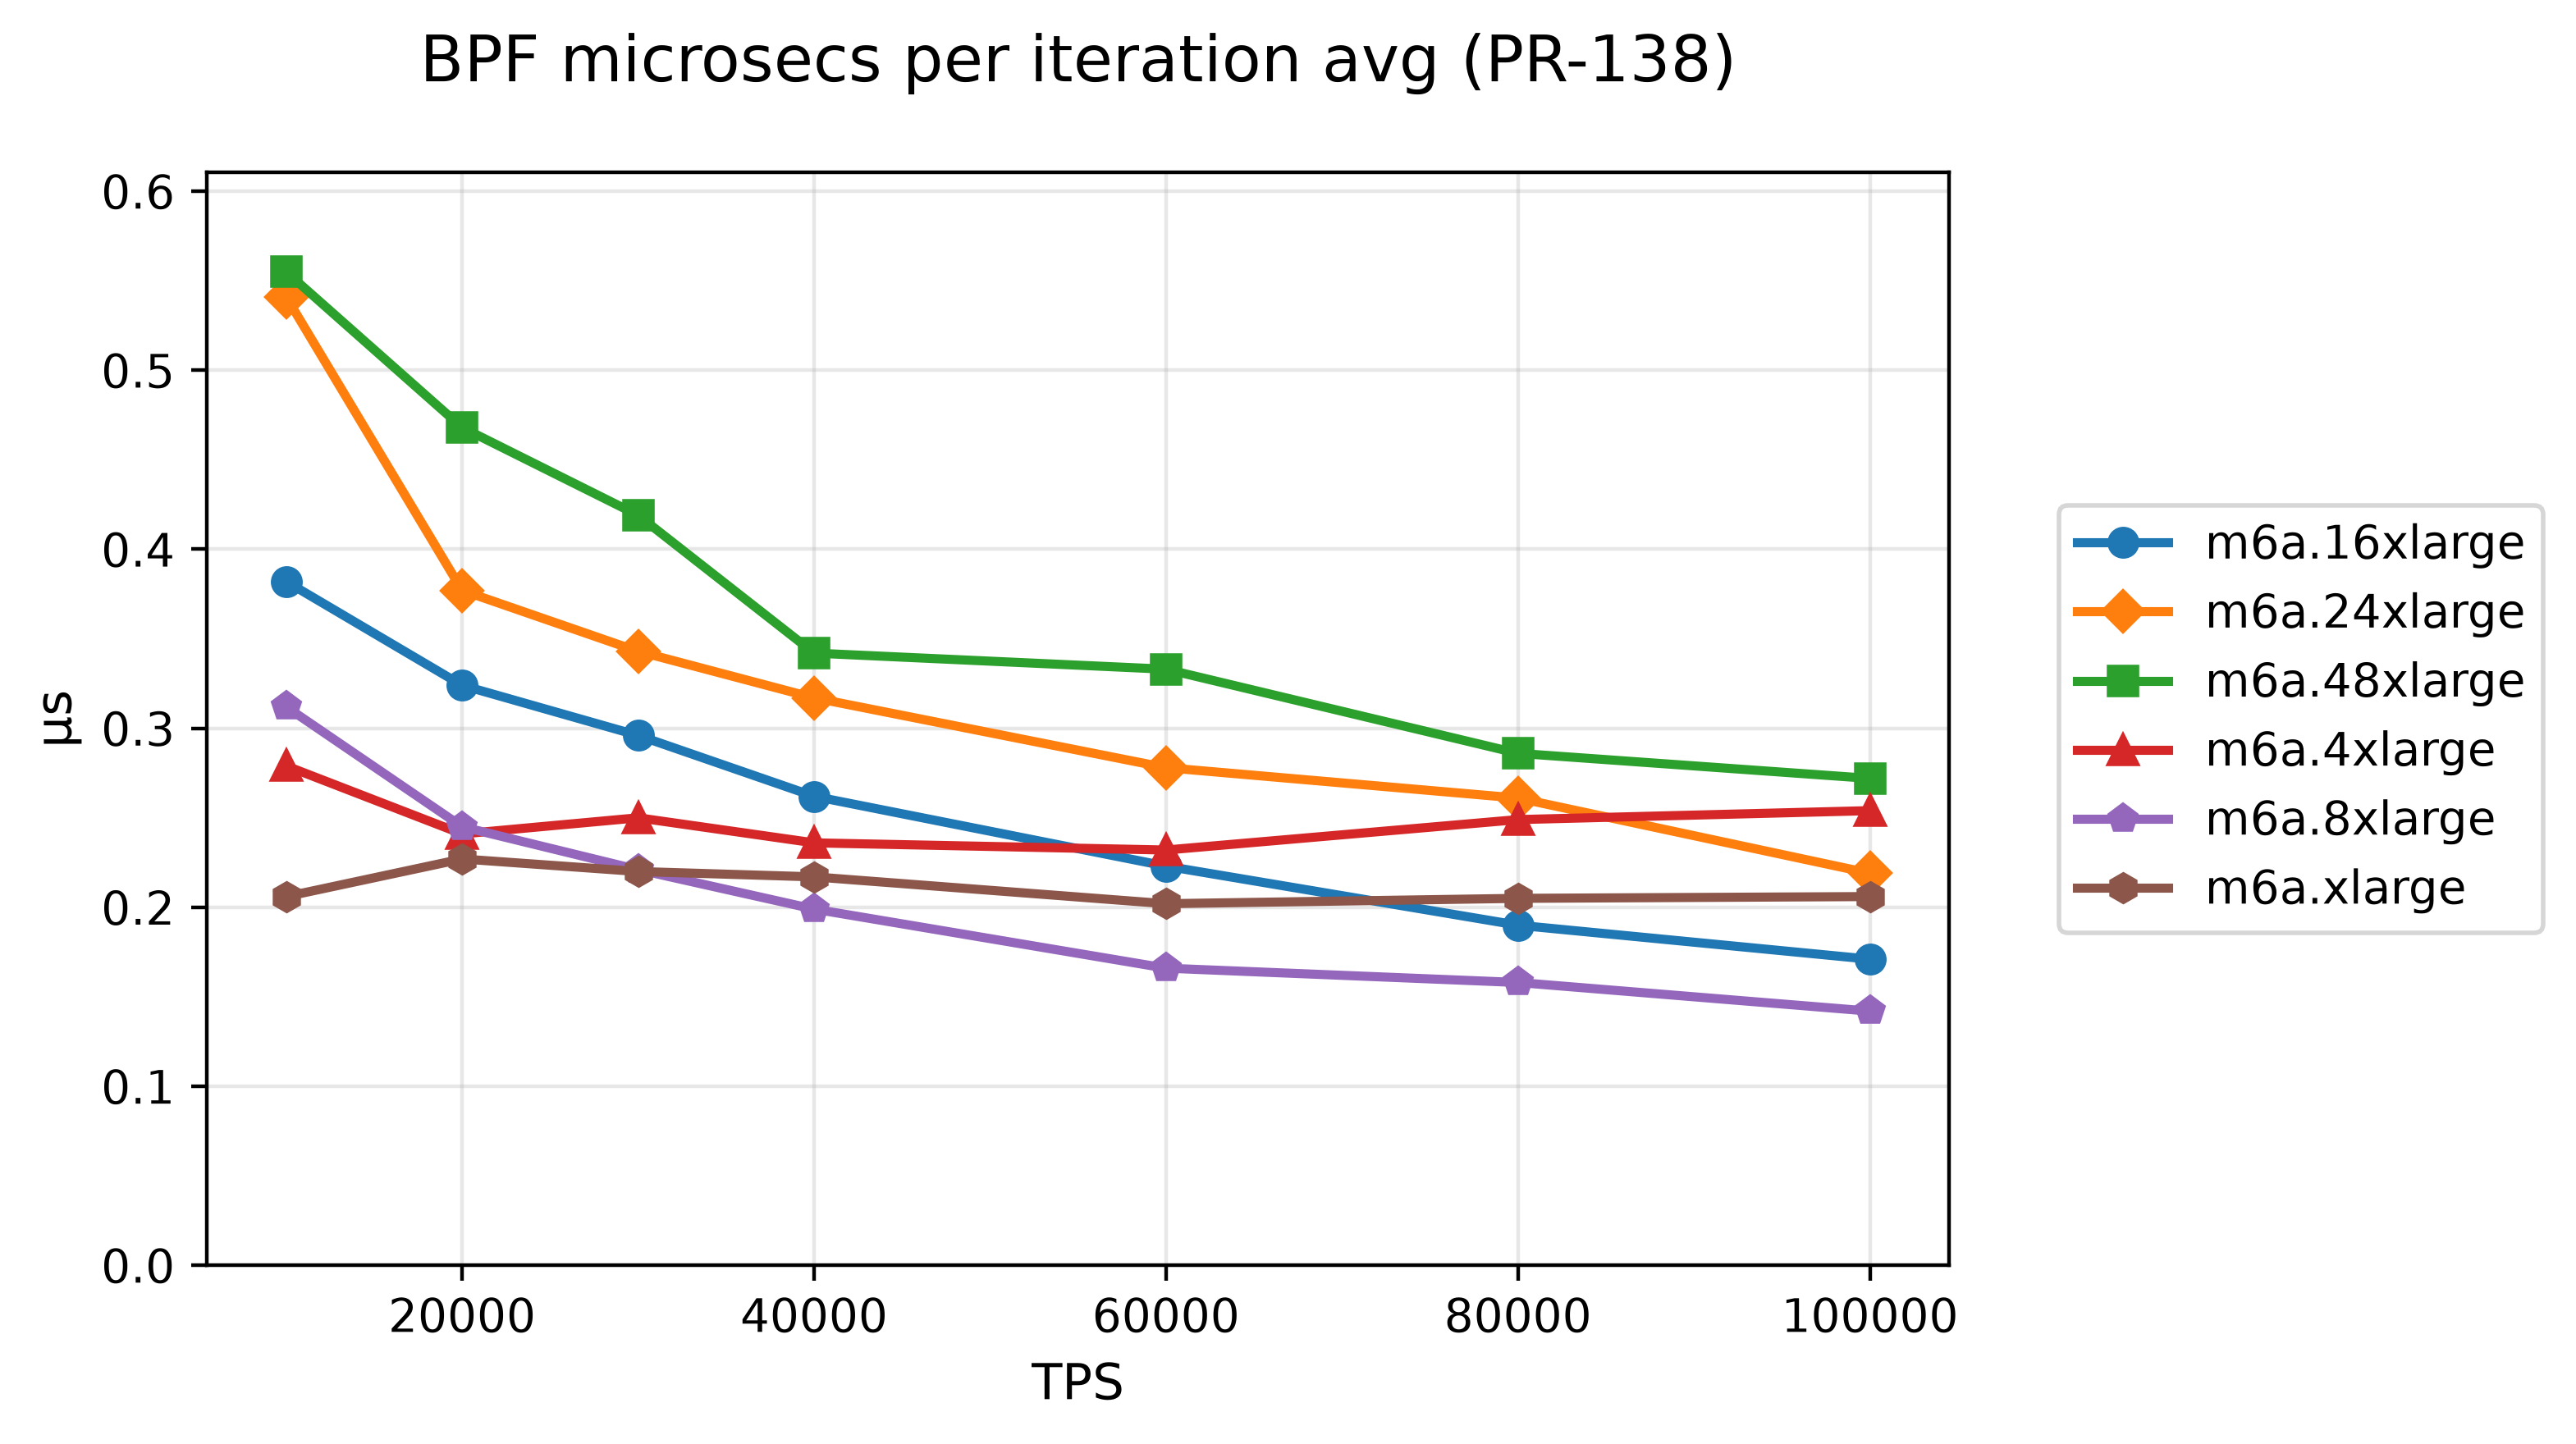 BPF microsecs per iteration avg (PR-138)
0.6
0.5
0.4
0.3
0.2
0.1
0.0
µs
20000 40000 60000 80000 100000
TPS
m6a.16xlarge
m6a.24xlarge
m6a.48xlarge
m6a.4xlarge
m6a.8xlarge
m6a.xlarge